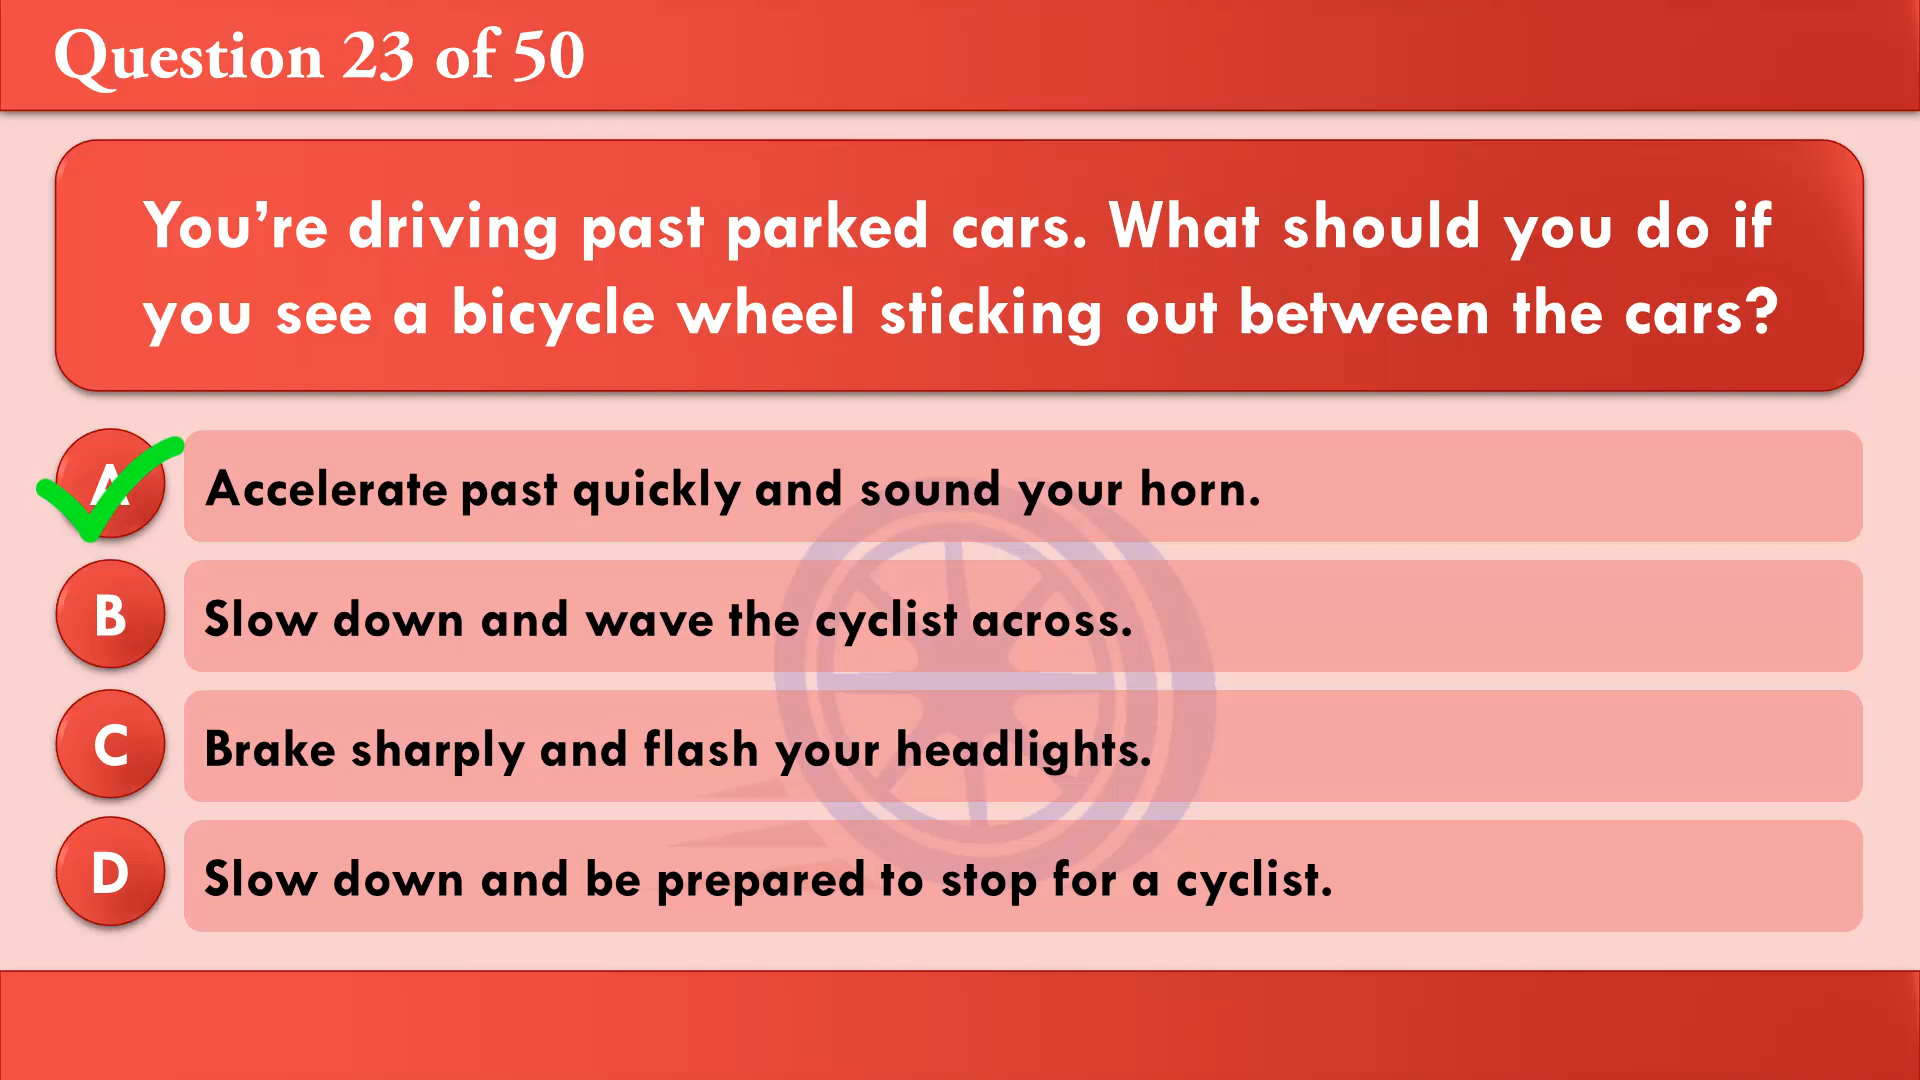 Question 23 of 50
You’re driving past parked cars. What should you do if
you see a bicycle wheel sticking out between the cars?
A Accelerate past quickly and sound your horn.
B Slow down and wave the cyclist across.
C Brake sharply and flash your headlights.
D Slow down and be prepared to stop for a cyclist.